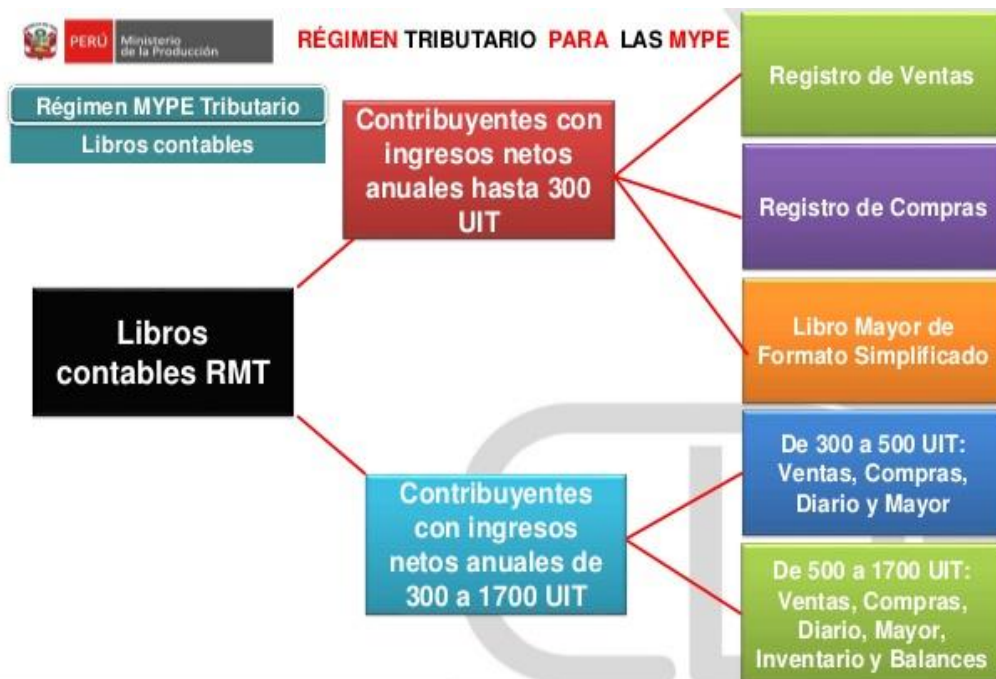 PERÚ
Ministerio
de la Producción
RÉGIMEN TRIBUTARIO PARA LAS MYPE
Régimen MYPE Tributario
Libros contables
Libros
contables RMT
Contribuyentes con
ingresos netos
anuales hasta 300
UIT
Registro de Ventas
Registro de Compras
Libro Mayor de
Formato Simplificado
Contribuyentes
con ingresos
netos anuales de
300 a 1700 UIT
De 300 a 500 UIT:
Ventas, Compras,
Diario y Mayor
De 500 a 1700 UIT:
Ventas, Compras,
Diario, Mayor,
Inventario y Balances